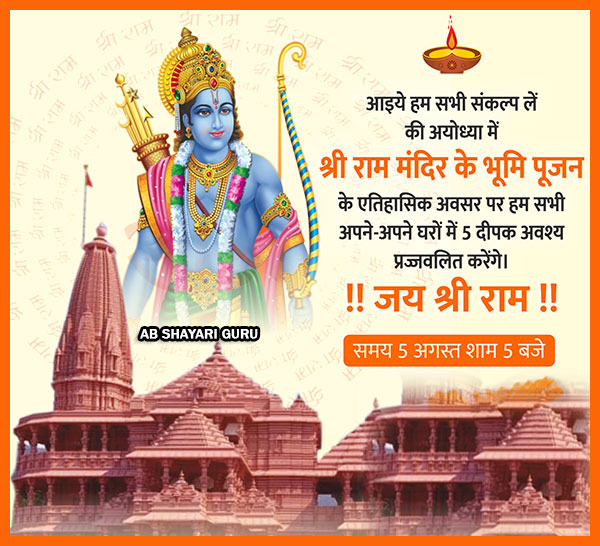 आइये हम सभी संकल्प लें
की अयोध्या में
श्री राम मंदिर के भूमि पूजन
के एतिहासिक अवसर पर हम सभी
अपने-अपने घरों में 5 दीपक अवश्य
प्रज्जवलित करेंगे।
!! जय श्री राम !!
समय 5 अगस्त शाम 5 बजे
AB SHAYARI GURU
श्री राम